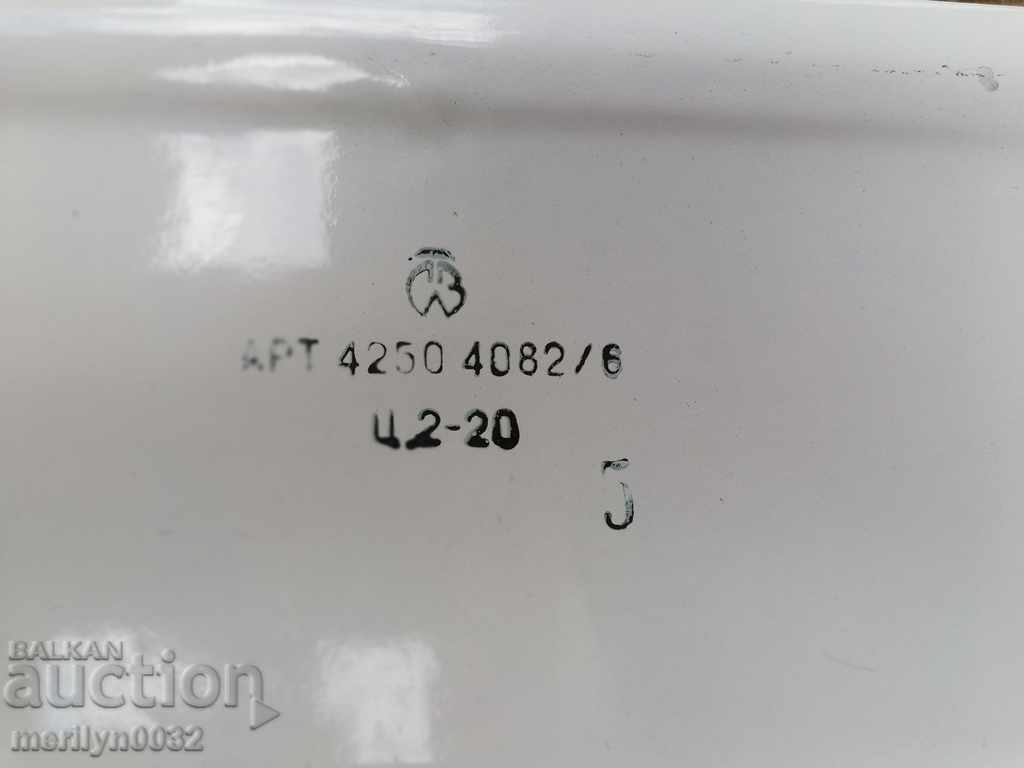 АРТ 4250 4082/6
Ц2-20
5
BALKAN
auction
merilyn0032